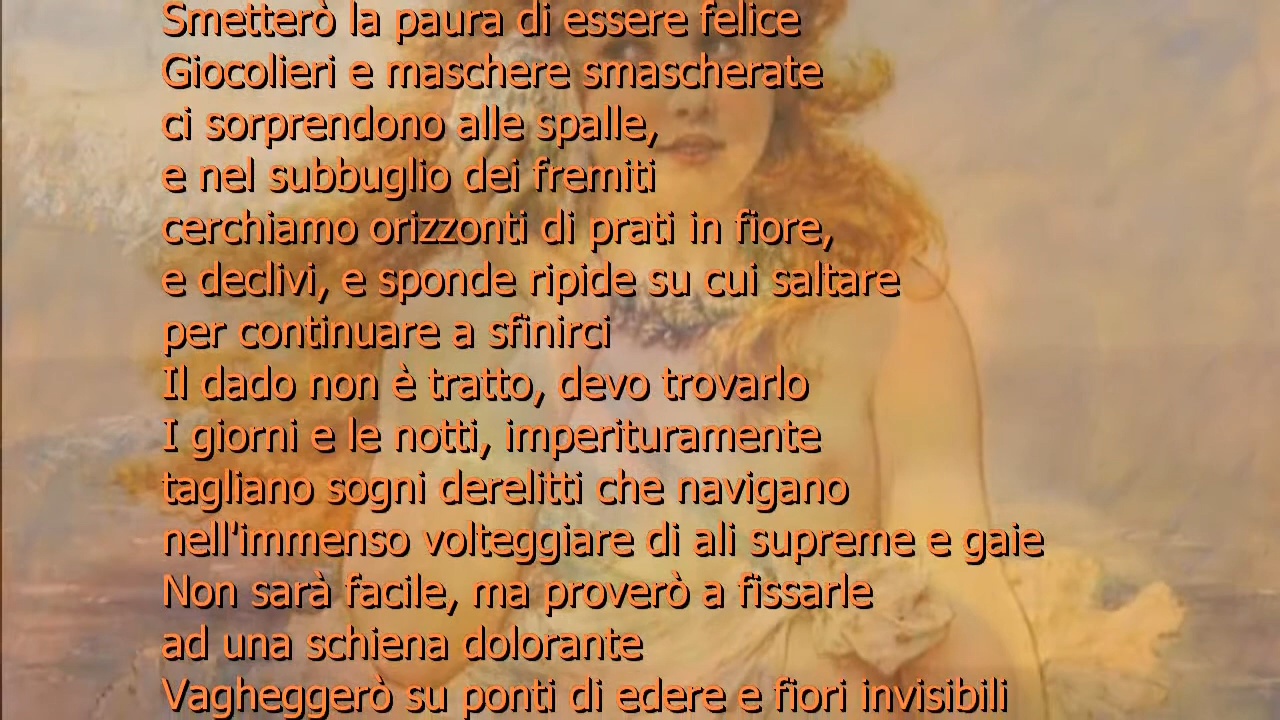 Smetterò la paura di essere felice
Giocolieri e maschere smascherate
ci sorprendono alle spalle,
e nel subbuglio dei fremiti
cerchiamo orizzonti di prati in fiore,
e declivi, e sponde ripide su cui saltare
per continuare a sfinirci
Il dado non è tratto, devo trovarlo
I giorni e le notti, imperituramente
tagliano sogni derelitti che navigano
nell'immenso volteggiare di ali supreme e gaie
Non sarà facile, ma proverò a fissarle
ad una schiena dolorante
Vagheggerò su ponti di edere e fiori invisibili